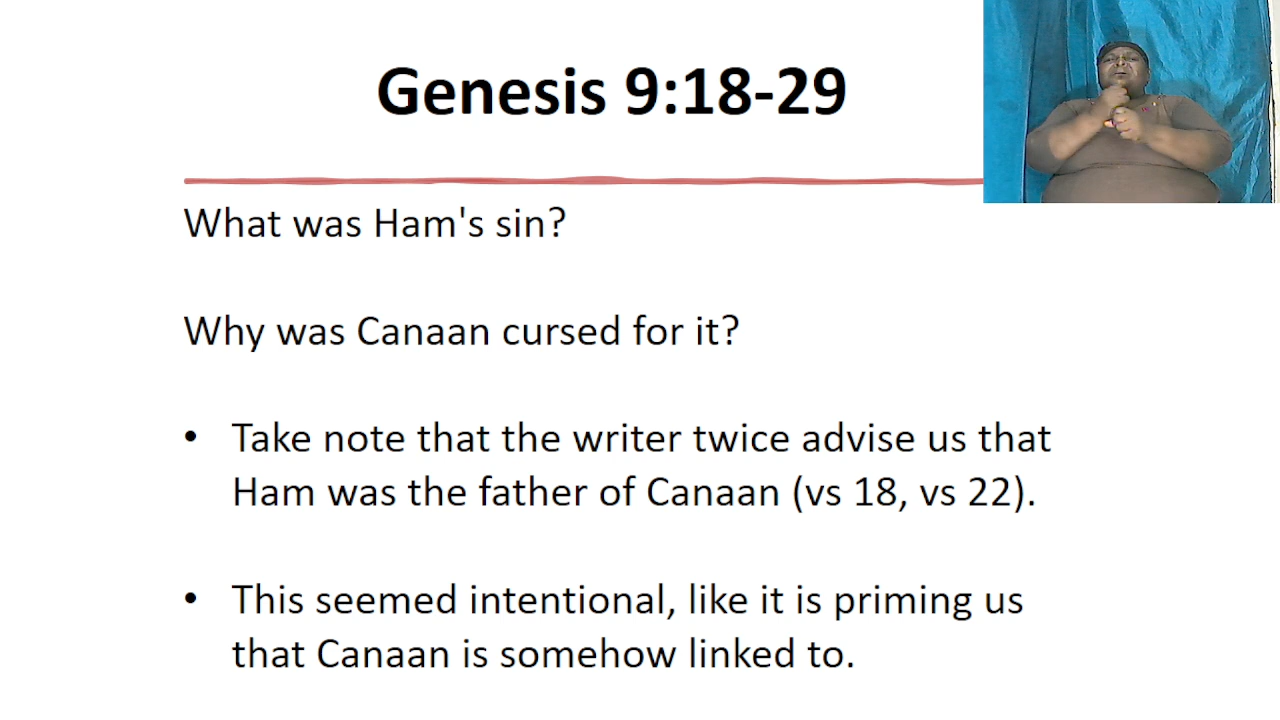 Genesis 9:18-29
What was Ham's sin?
Why was Canaan cursed for it?
• Take note that the writer twice advise us that
Ham was the father of Canaan (vs 18, vs 22).
• This seemed intentional, like it is priming us
that Canaan is somehow linked to.